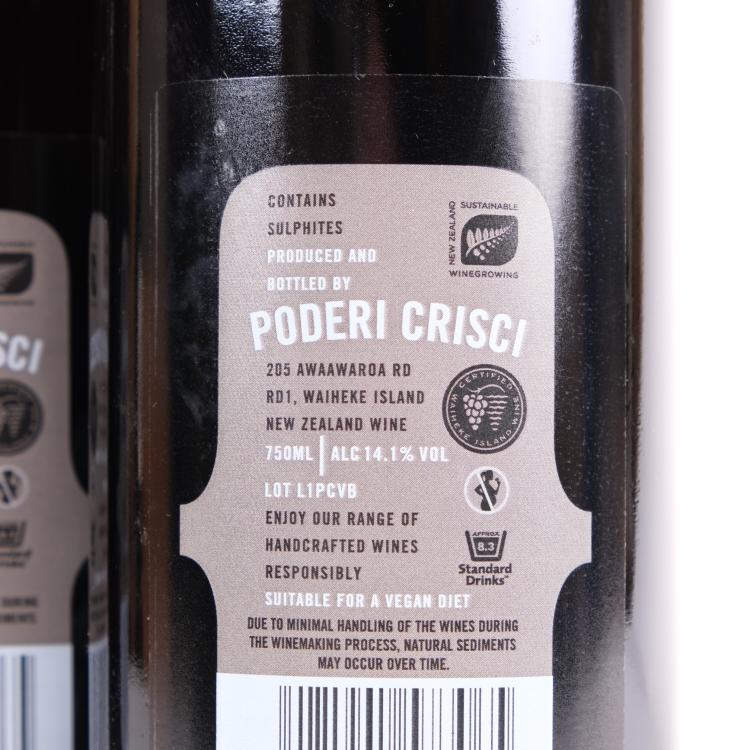 CONTAINS
SULPHITES
PRODUCED AND
BOTTLED BY
PODERI CRISCI
205 AWAAWAROA RD
RD1, WAIHEKE ISLAND
NEW ZEALAND WINE
750ML | ALC 14.1% VOL
LOT L1PCVB
ENJOY OUR RANGE OF
HANDCRAFTED WINES
RESPONSIBLY
SUITABLE FOR A VEGAN DIET
DUE TO MINIMAL HANDLING OF THE WINES DURING
THE WINEMAKING PROCESS, NATURAL SEDIMENTS
MAY OCCUR OVER TIME.
NEW ZEALAND
SUSTAINABLE
WINEGROWING
CERTIFIED
WAIHEKE ISLAND WINE
APPROX.
8.3
Standard
Drinks™
SCI